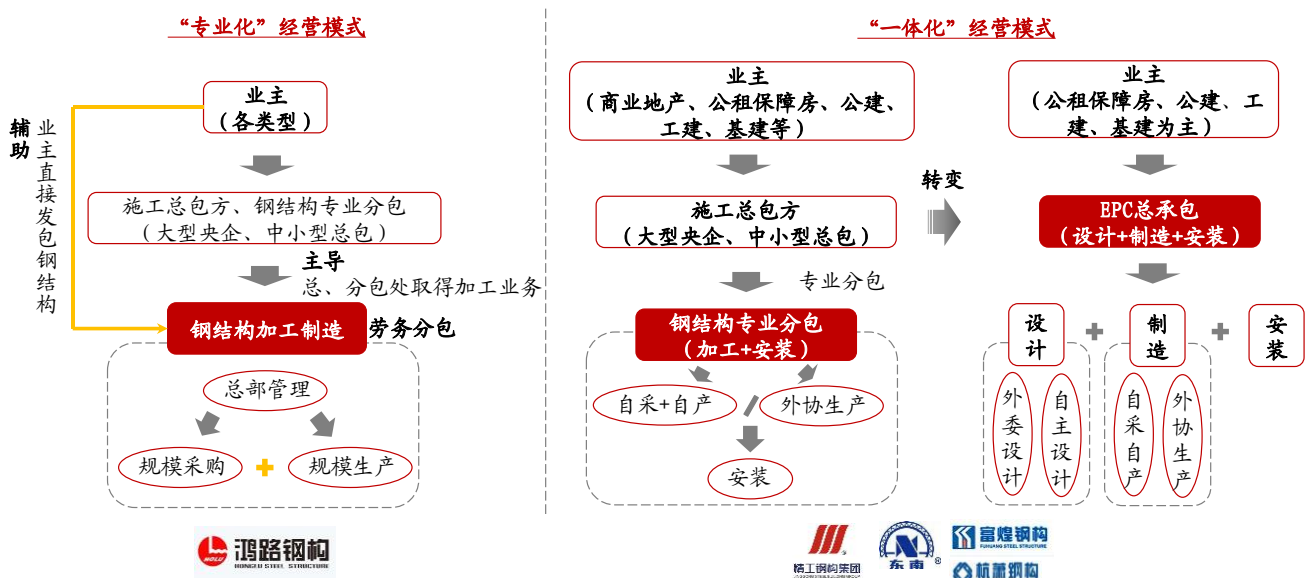 “专业化”经营模式
业主
（各类型）
辅助
业主直接发包钢结构
施工总包方、钢结构专业分包
（大型央企、中小型总包）
主导
总、分包处取得加工业务
钢结构加工制造
劳务分包
总部管理
规模采购
规模生产
鸿路钢构
HONGLU STEEL STRUCTURE
“一体化”经营模式
业主
（商业地产、公租保障房、公建、
工建、基建等）
施工总包方
（大型央企、中小型总包）
专业分包
钢结构专业分包
（加工+安装）
自采+自产
外协生产
安装
转变
业主
（公租保障房、公建、工
建、基建为主）
EPC总承包
（设计+制造+安装）
设计
制造
安装
外委设计
自主设计
自采自产
外协生产
精工钢构集团
东南
富煌钢构
FUHUANG STEEL STRUCTURE
杭萧钢构